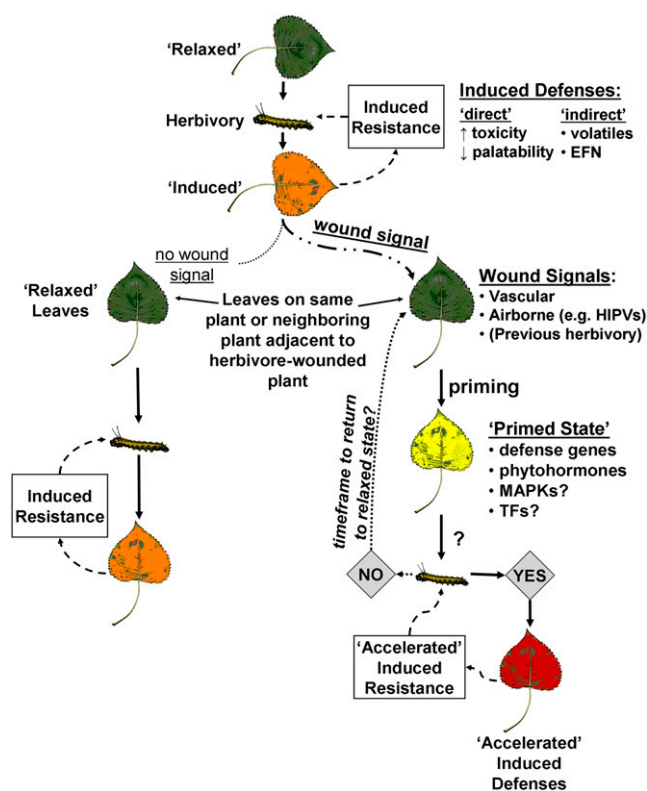 ‘Relaxed’
Herbivory
Induced
Resistance
‘Induced’
Induced Defenses:
‘direct’
‘indirect’
↑ toxicity
• volatiles
↓ palatability
• EFN
wound signal
no wound
signal
‘Relaxed’
Leaves
Leaves on same
plant or neighboring
plant adjacent to
herbivore-wounded
plant
Wound Signals:
• Vascular
• Airborne (e.g. HIPVs)
• (Previous herbivory)
priming
‘Primed State’
• defense genes
• phytohormones
• MAPKs?
• TFs?
timeframe to return
to relaxed state?
Induced
Resistance
?
NO
YES
‘Accelerated’
Induced
Resistance
‘Accelerated’
Induced
Defenses